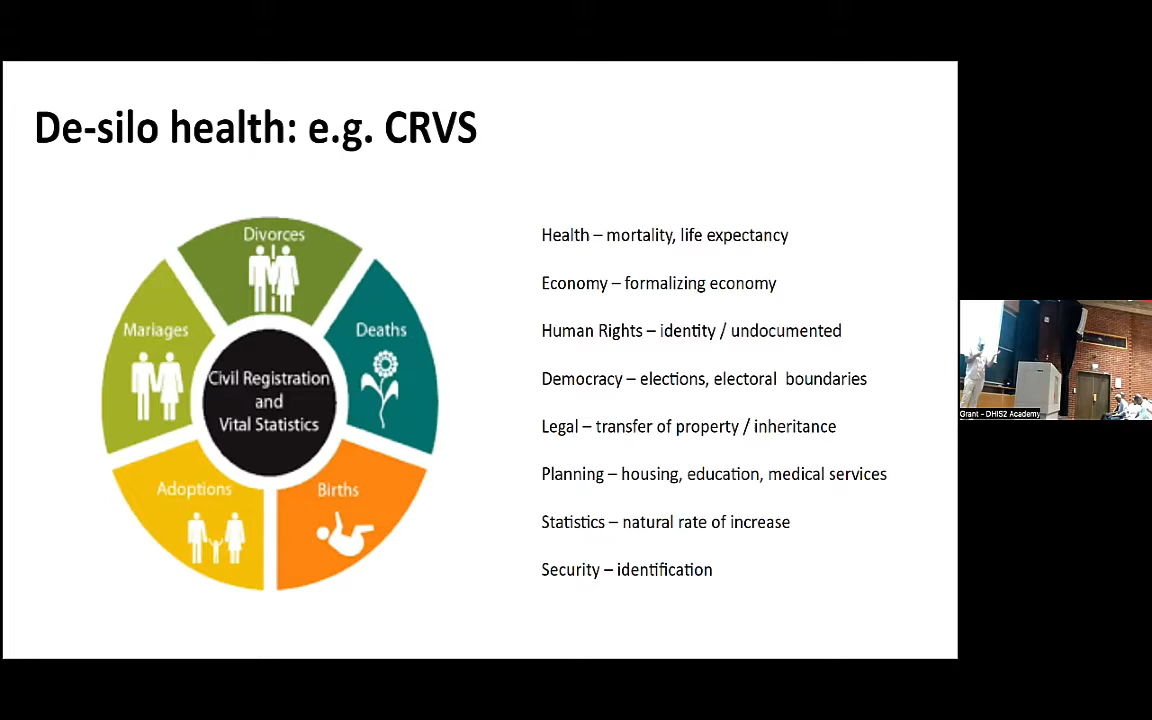 De-silo health: e.g. CRVS
Divorces
Mariages
Deaths
Civil Registration
and
Vital Statistics
Adoptions
Births
Health – mortality, life expectancy
Economy – formalizing economy
Human Rights – identity / undocumented
Democracy – elections, electoral boundaries
Legal – transfer of property / inheritance
Planning – housing, education, medical services
Statistics – natural rate of increase
Security – identification
Grant - DHIS2 Academy